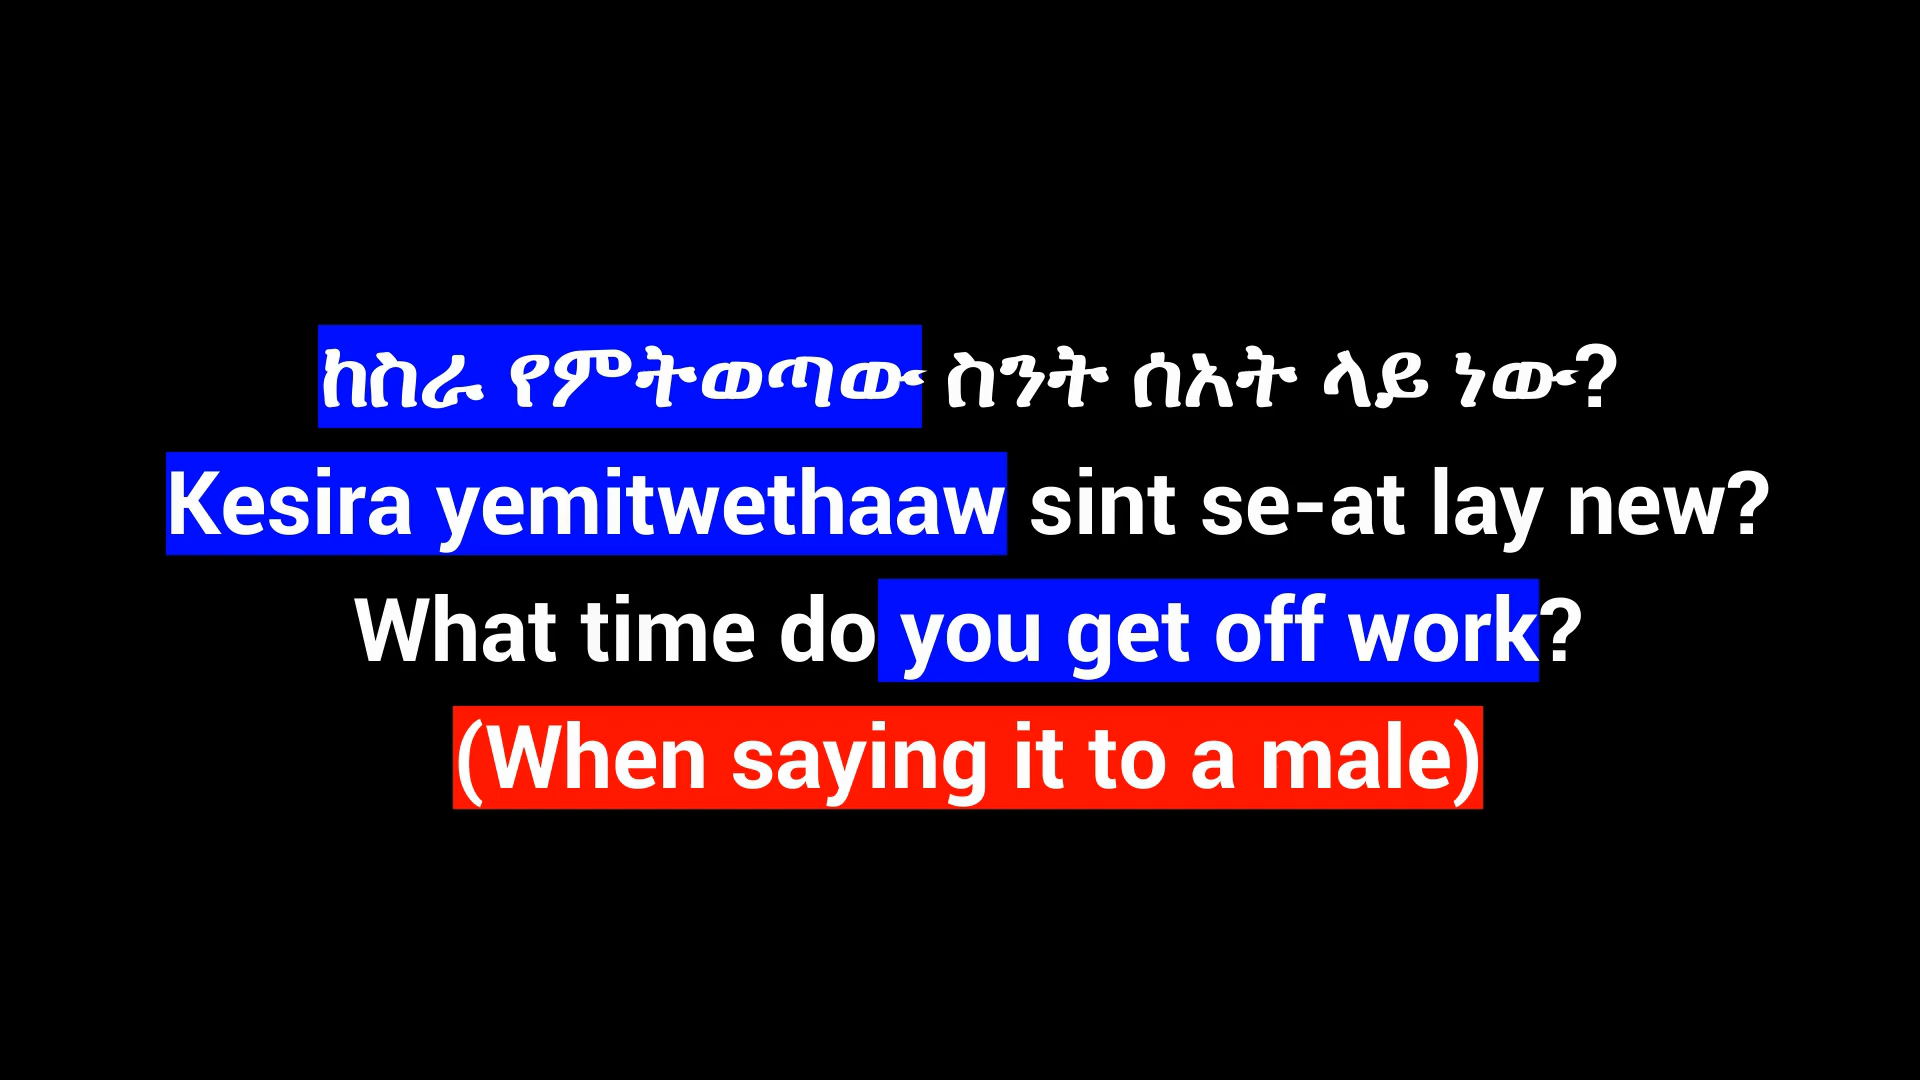 ከስራ የምትወጣው ስንት ሰአት ላይ ነው?
Kesira yemitwethaaw sint se-at lay new?
What time do you get off work?
(When saying it to a male)